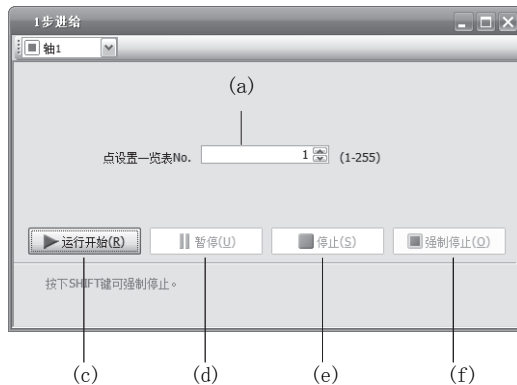 1步进给
轴1
(a)
点设置一览表No. 1 (1-255)
运行开始(R) 暂停(U) 停止(S) 强制停止(O)
按下SHIFT键可强制停止。
(c) (d) (e) (f)